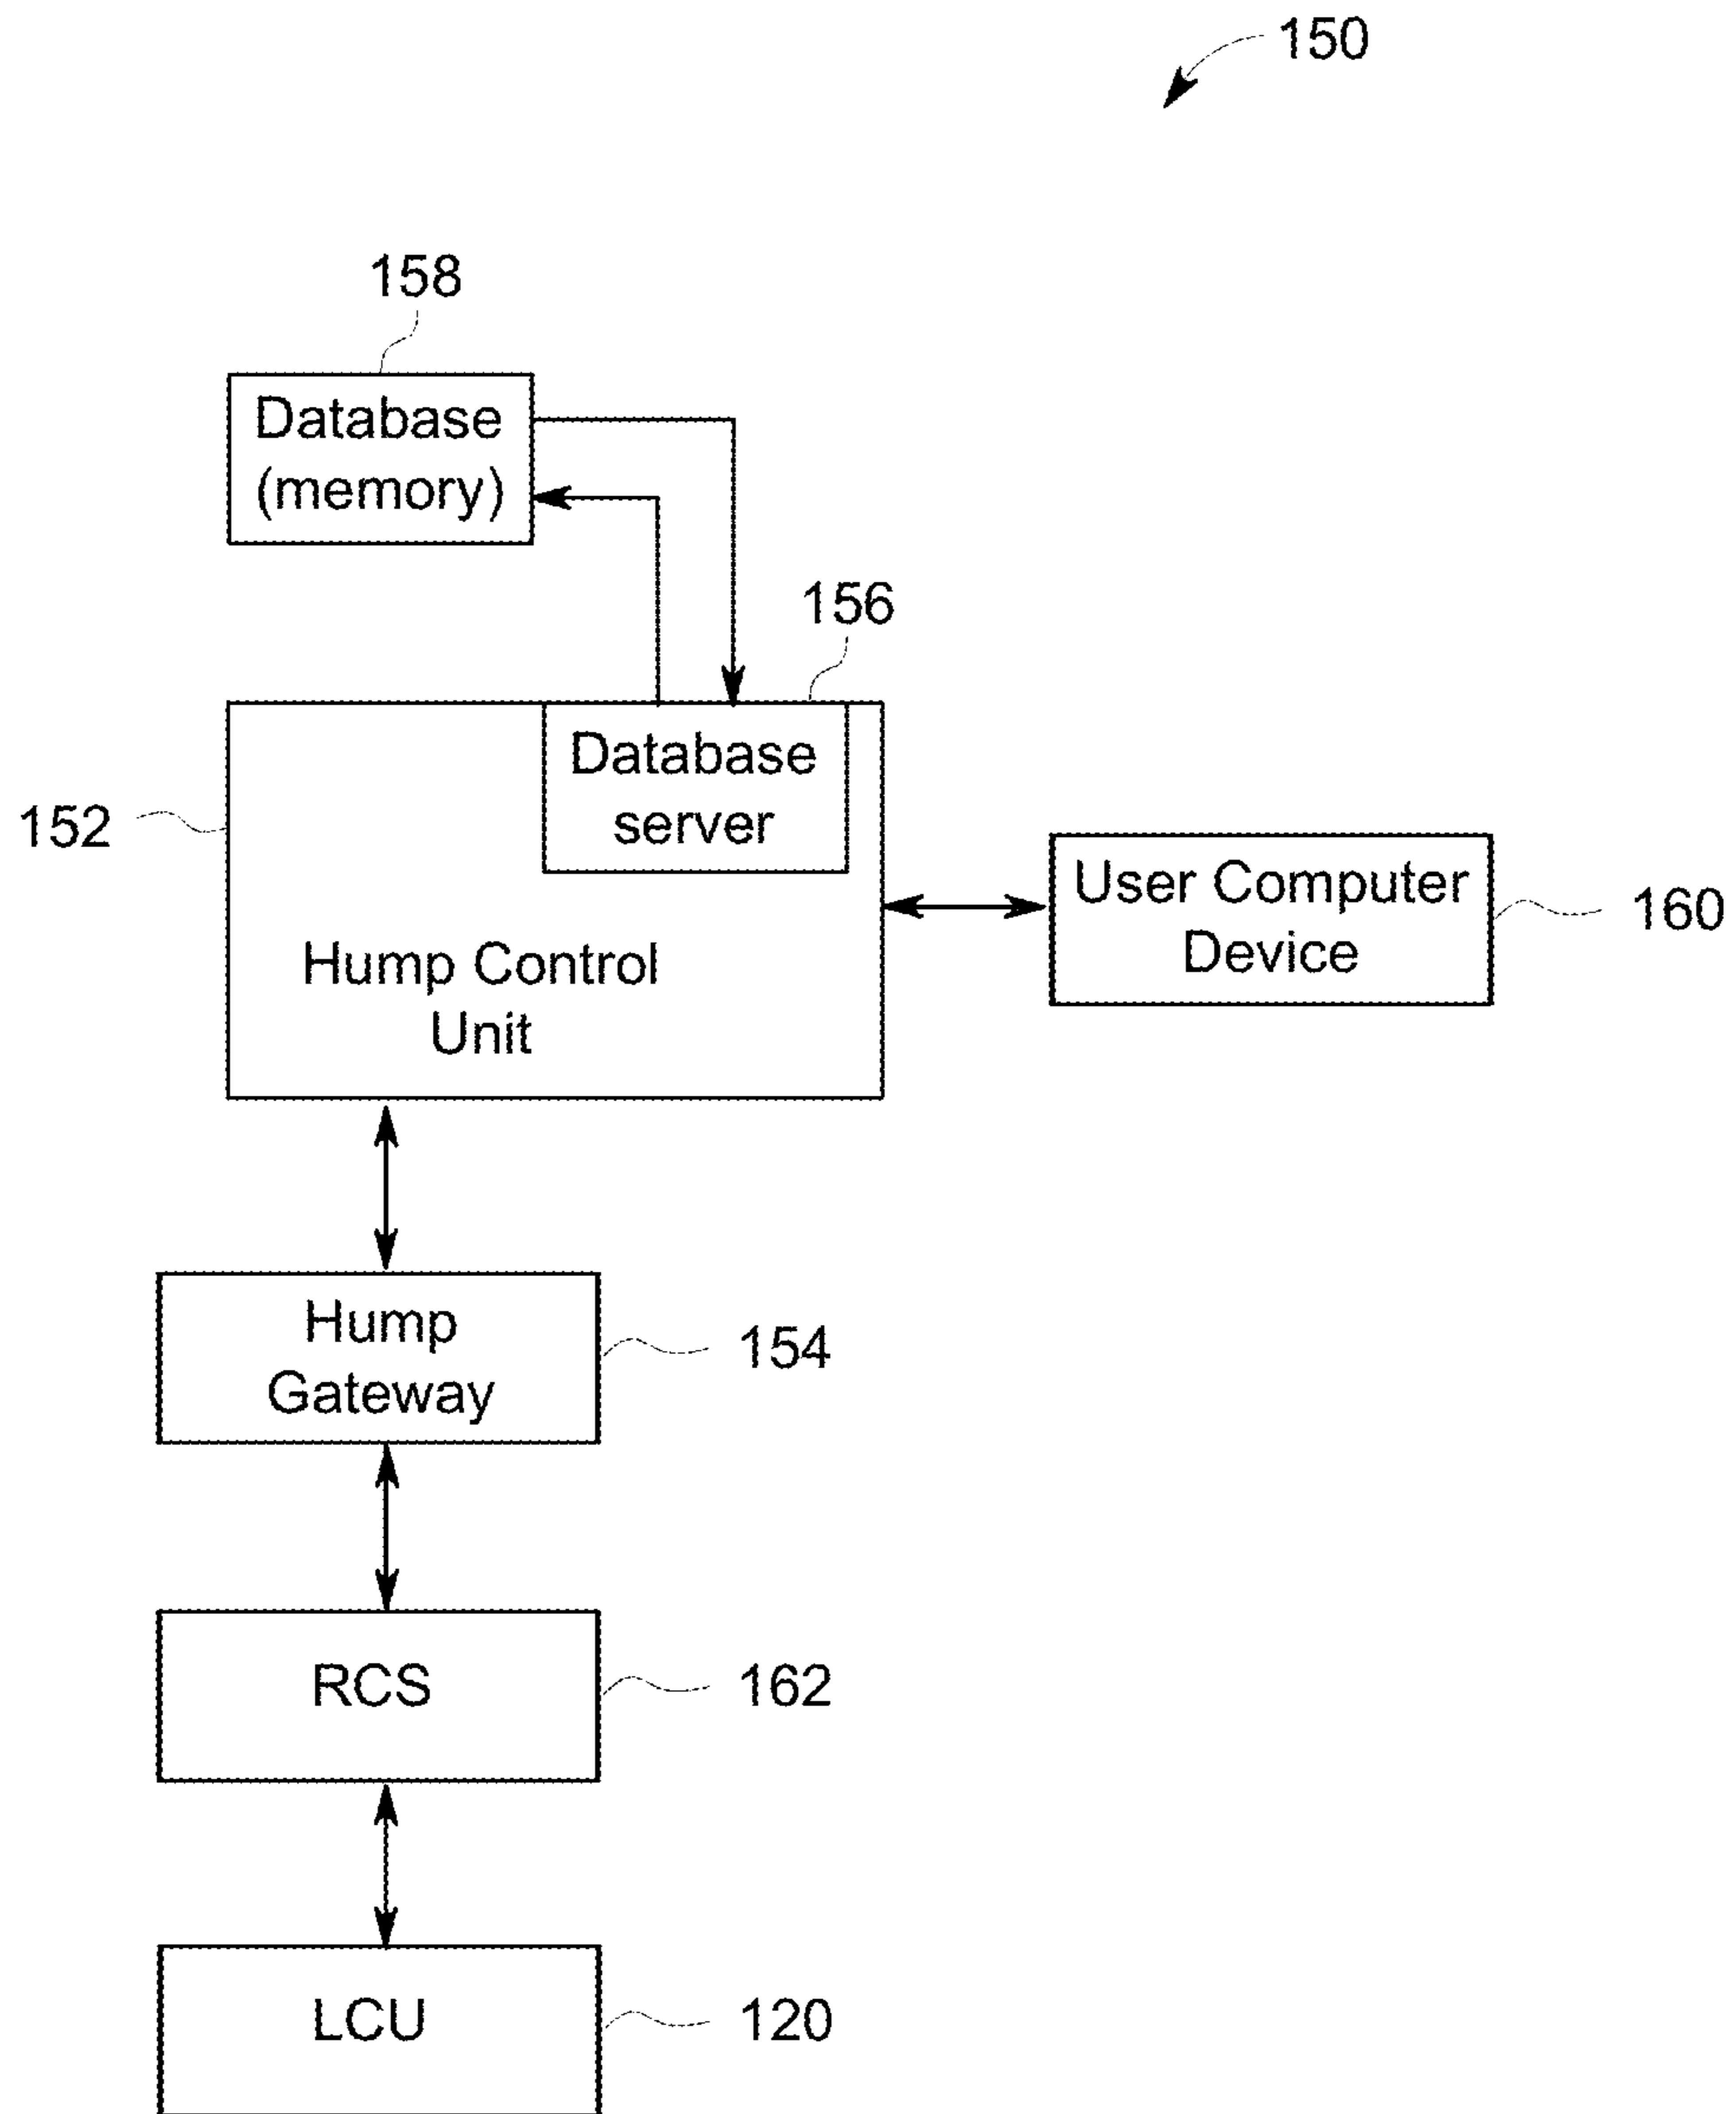 150
158
Database
(memory)
156
Database
server
152
User Computer
Device
160
Hump Control
Unit
Hump
Gateway
154
RCS
162
LCU
120